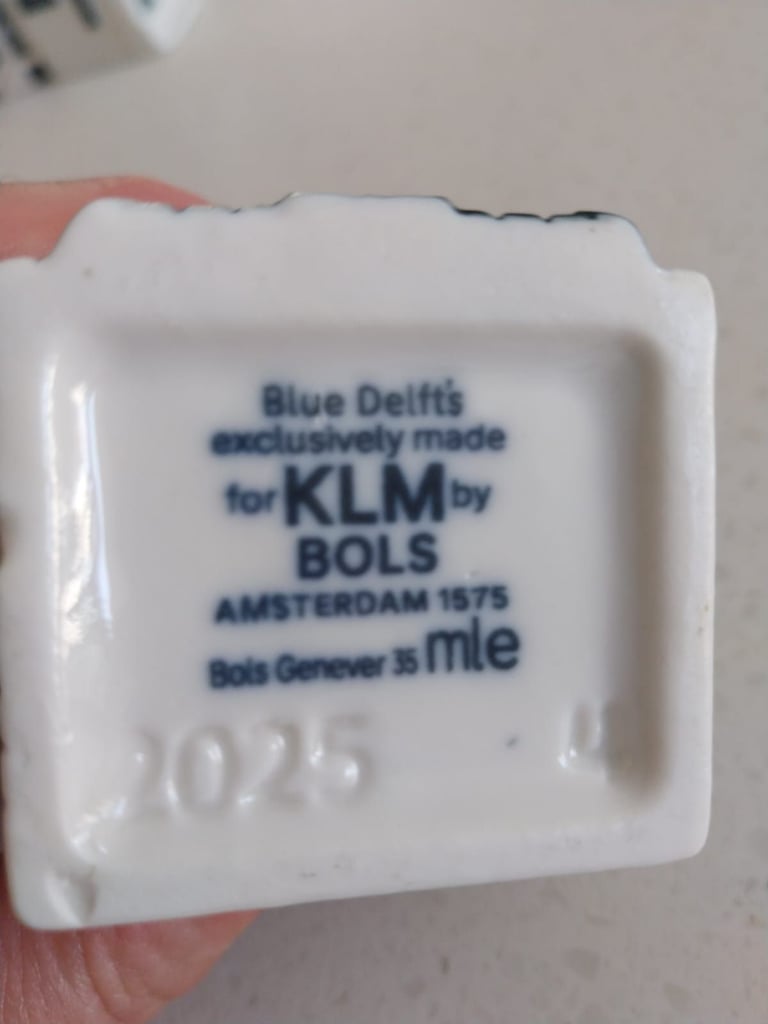 Blue Delft's
exclusively made
for KLM by
BOLS
AMSTERDAM 1575
Bols Genever 35 mle
2025